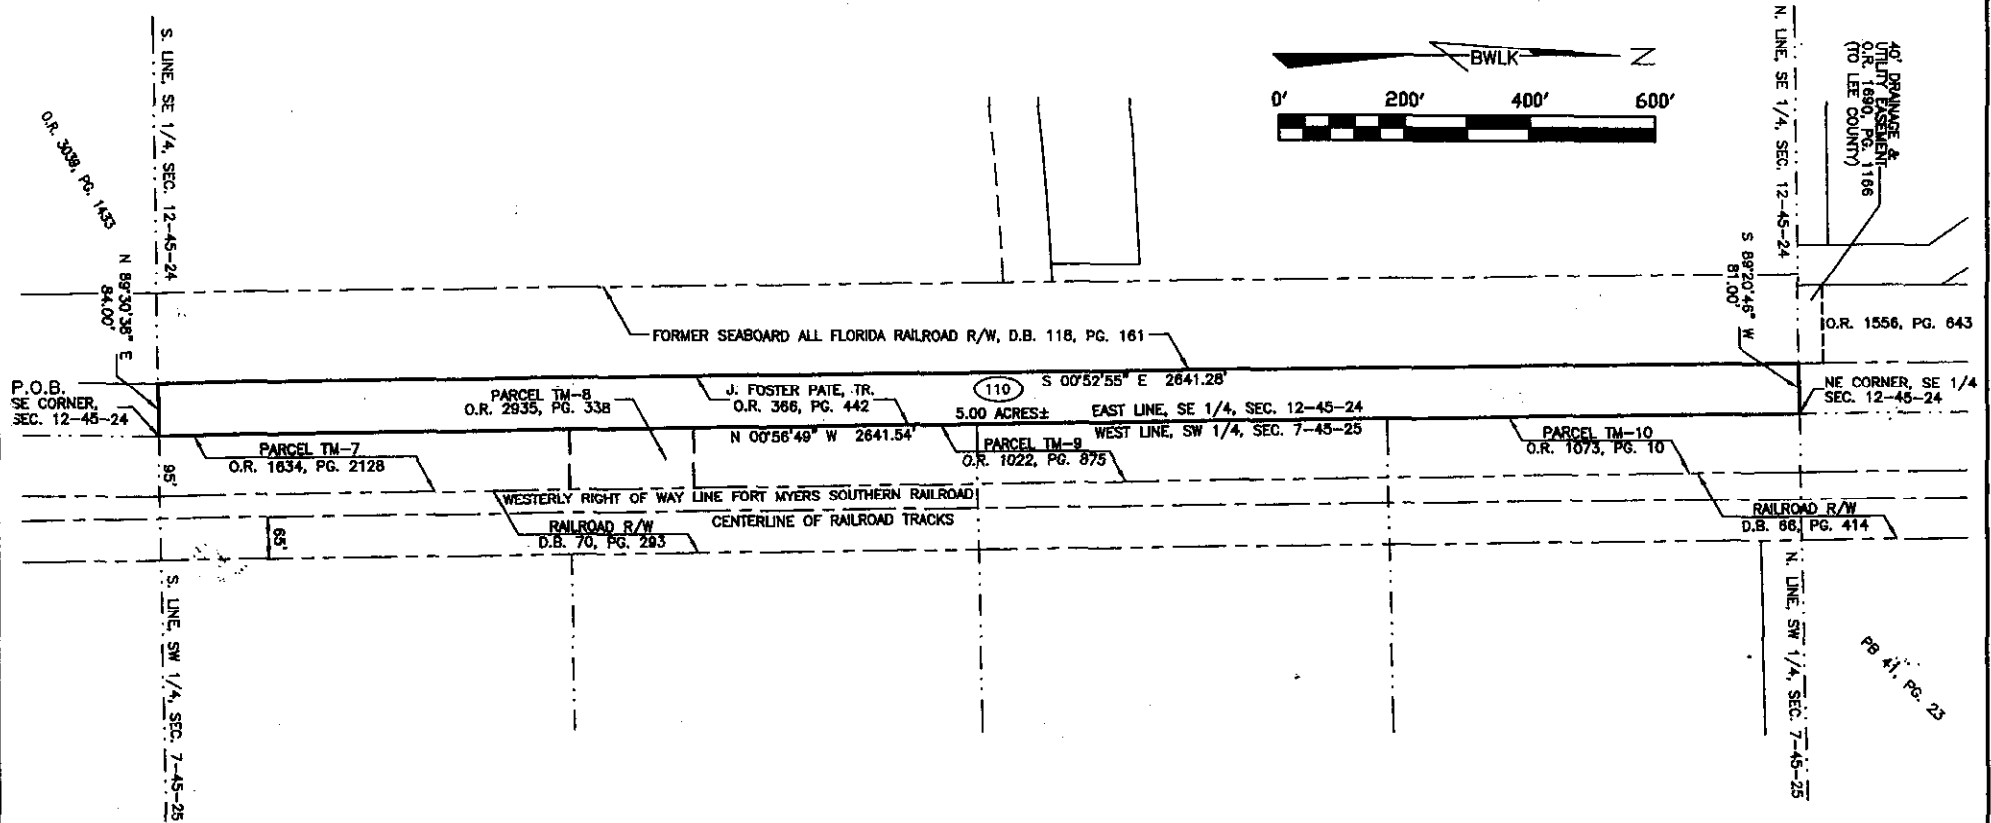 S. LINE, SE 1/4, SEC. 12-45-24
O.R. 3039, PG. 1433
N 89°30'38" E
84.00'
P.O.B.
SE CORNER,
SEC. 12-45-24
BWLK
Z
0' 200' 400' 600'
N. LINE, SE 1/4, SEC. 12-45-24
40' DRAINAGE &
UTILITY EASEMENT
O.R. 1690, PG. 1166
(TO LEE COUNTY)
S 89°20'46" W
81.00'
O.R. 1556, PG. 643
FORMER SEABOARD ALL FLORIDA RAILROAD R/W, D.B. 118, PG. 161
NE CORNER, SE 1/4
SEC. 12-45-24
PARCEL TM-8
O.R. 2935, PG. 338
J. FOSTER PATE, TR.
O.R. 366, PG. 442
110
S 00°52'55" E 2641.28'
5.00 ACRES±
EAST LINE, SE 1/4, SEC. 12-45-24
N 00°56'49" W 2641.54'
WEST LINE, SW 1/4, SEC. 7-45-25
PARCEL TM-7
O.R. 1634, PG. 2128
PARCEL TM-9
O.R. 1022, PG. 875
PARCEL TM-10
O.R. 1073, PG. 10
95'
WESTERLY RIGHT OF WAY LINE FORT MYERS SOUTHERN RAILROAD
CENTERLINE OF RAILROAD TRACKS
RAILROAD R/W
D.B. 70, PG. 293
RAILROAD R/W
D.B. 66, PG. 414
65'
S. LINE, SW 1/4, SEC. 7-45-25
N. LINE, SW 1/4, SEC. 7-45-25
PB 41, PG. 23